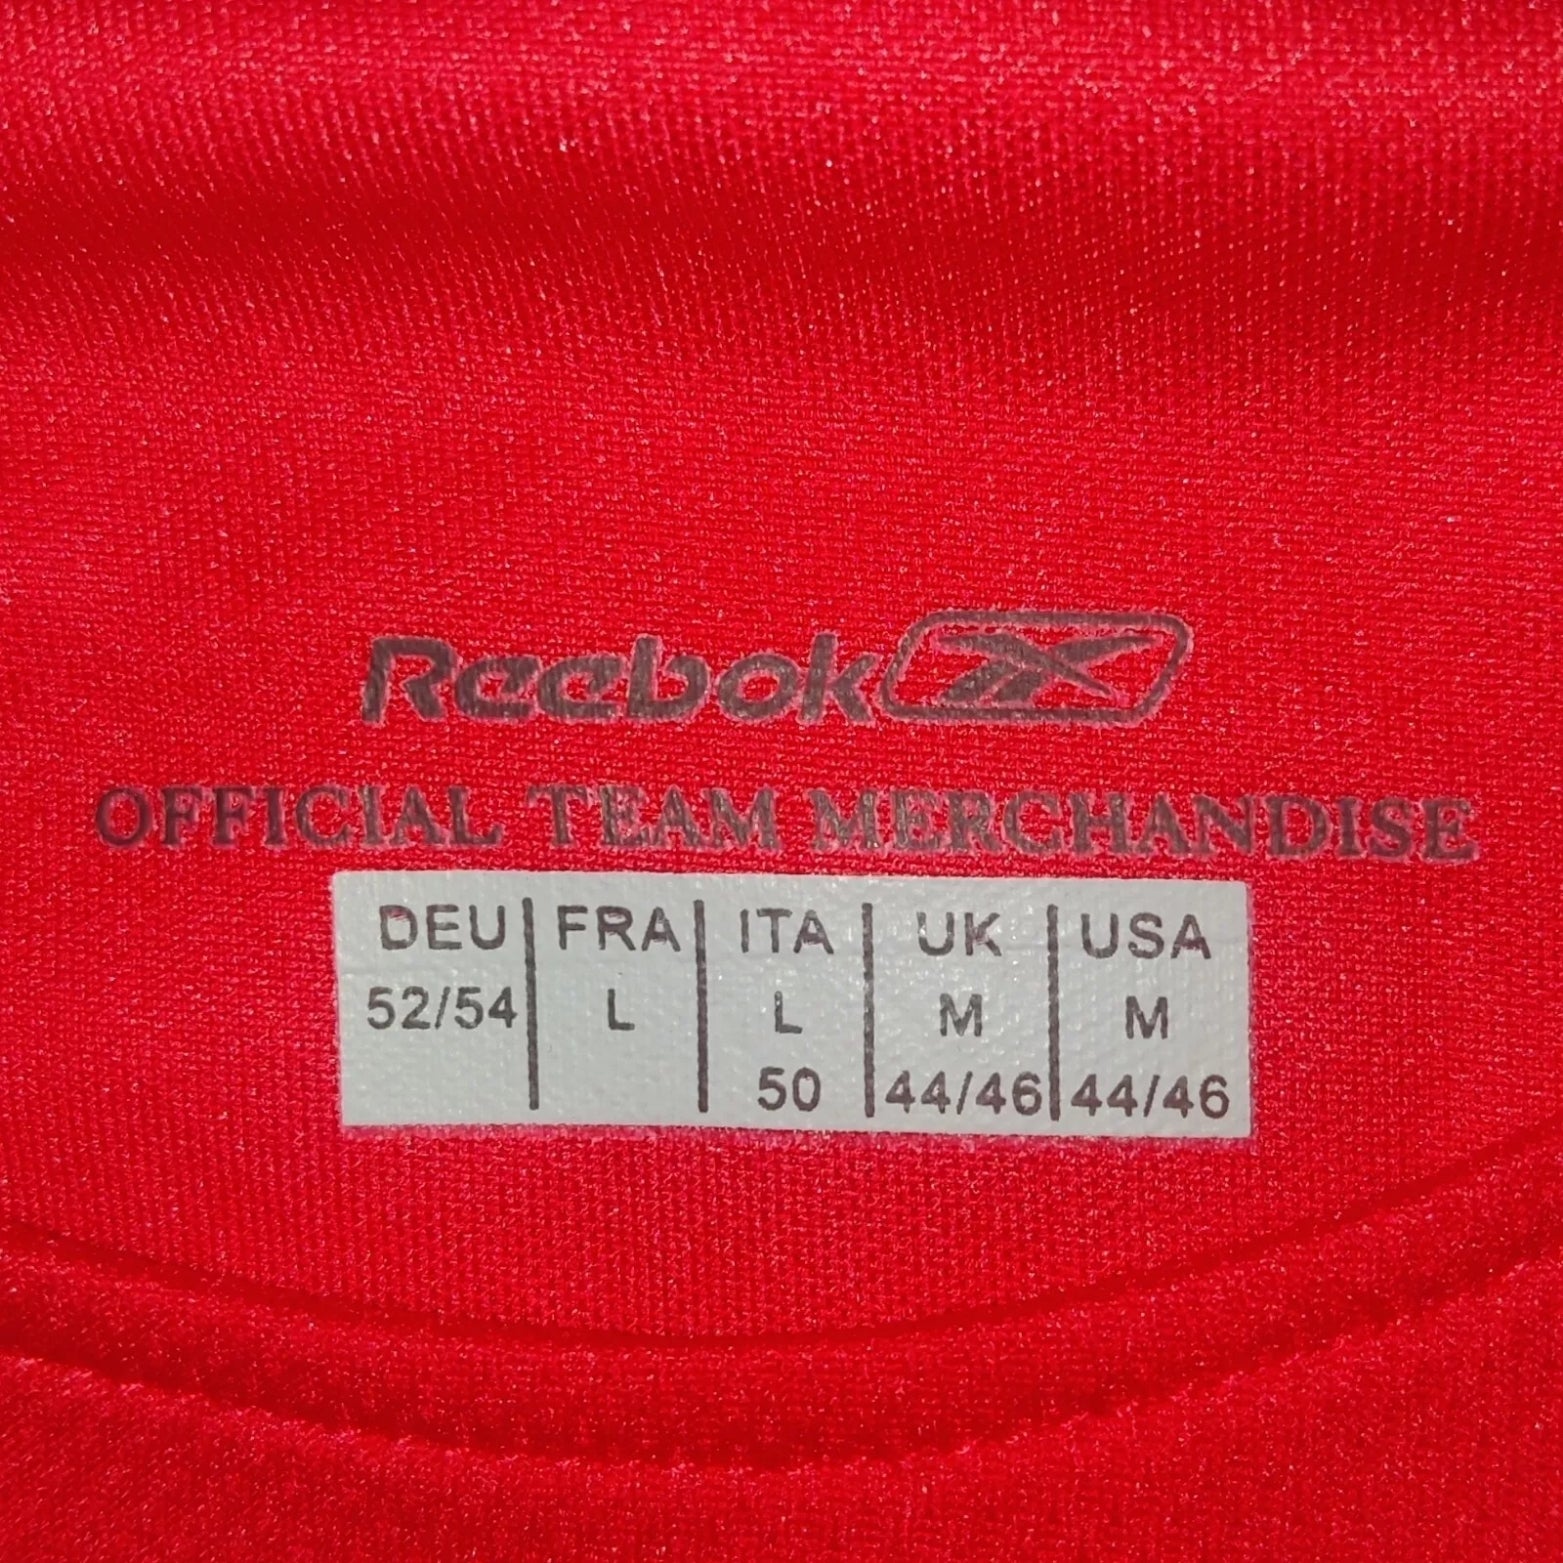 Reebok
OFFICIAL TEAM MERCHANDISE
DEU FRA ITA UK USA
52/54 L L M M
50 44/46 44/46